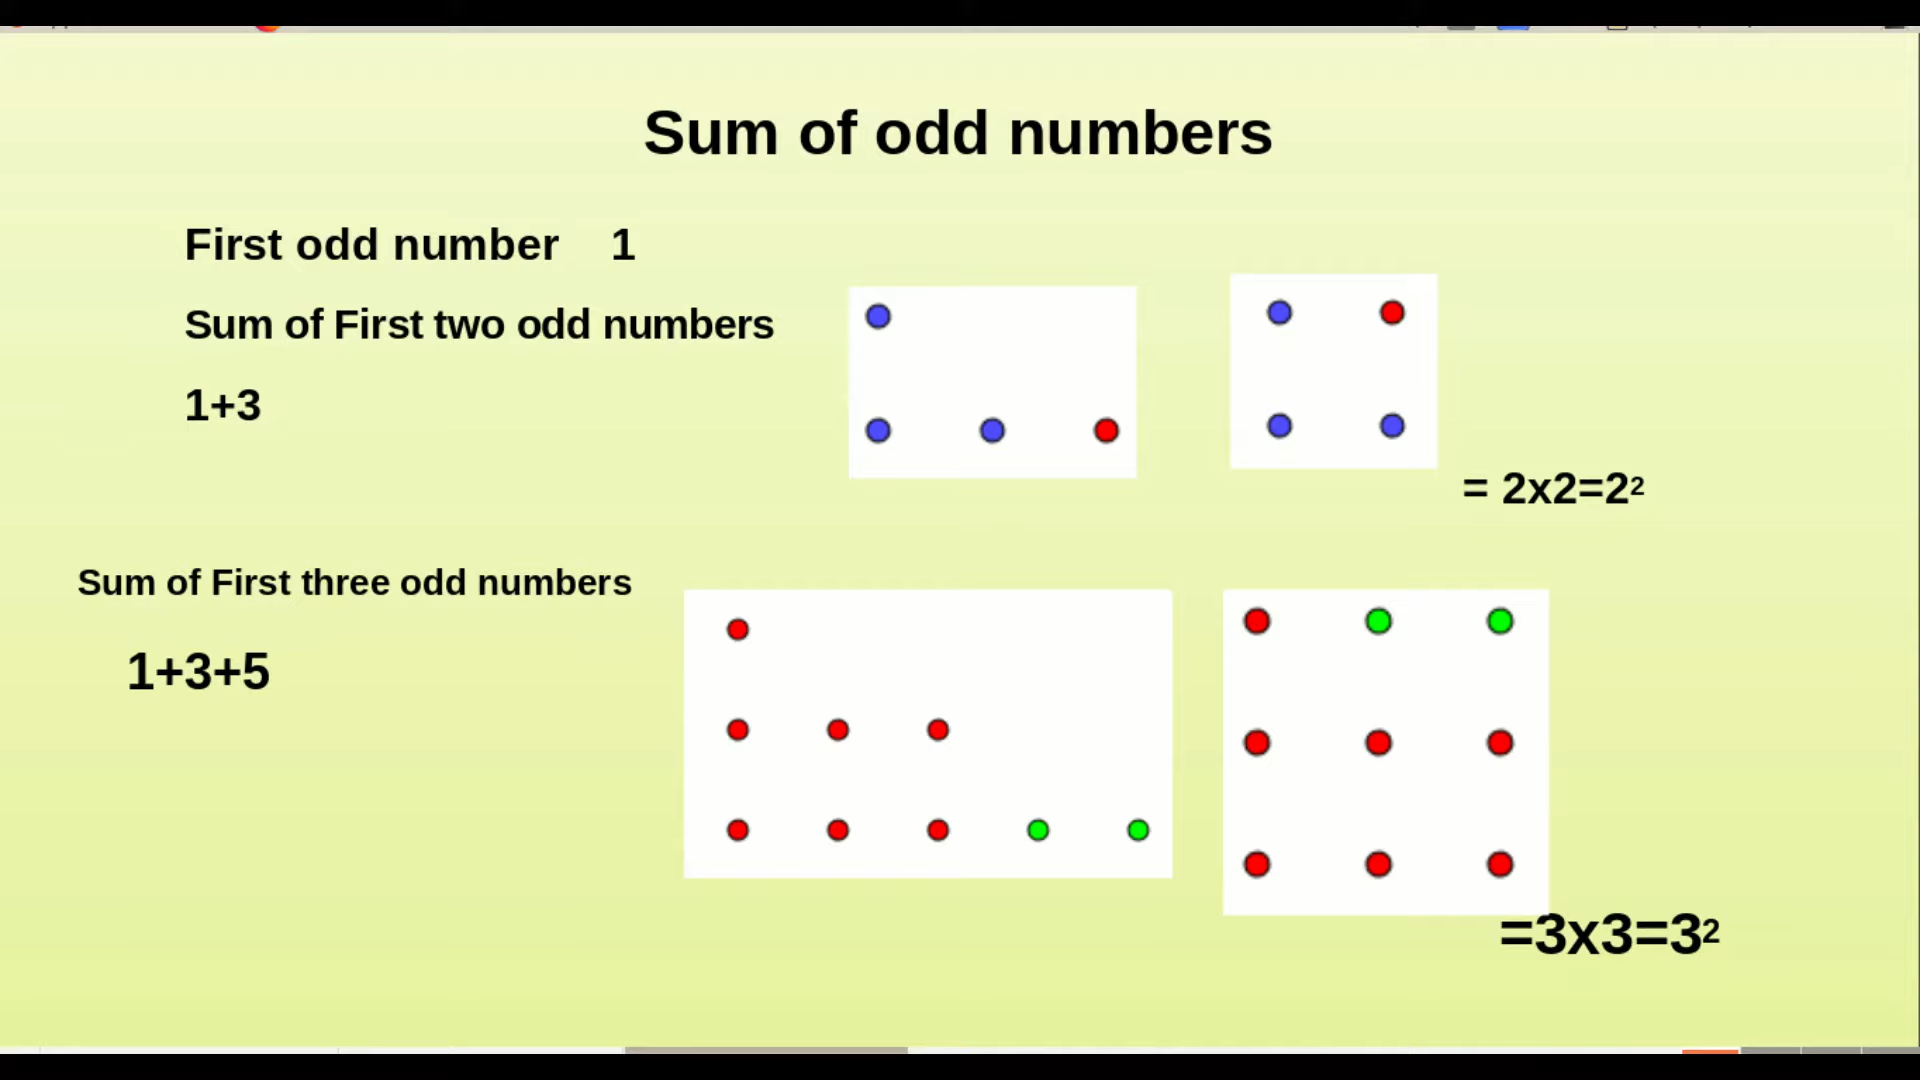 Sum of odd numbers
First odd number 1
Sum of First two odd numbers
1+3
= 2x2=2²
Sum of First three odd numbers
1+3+5
=3x3=3²